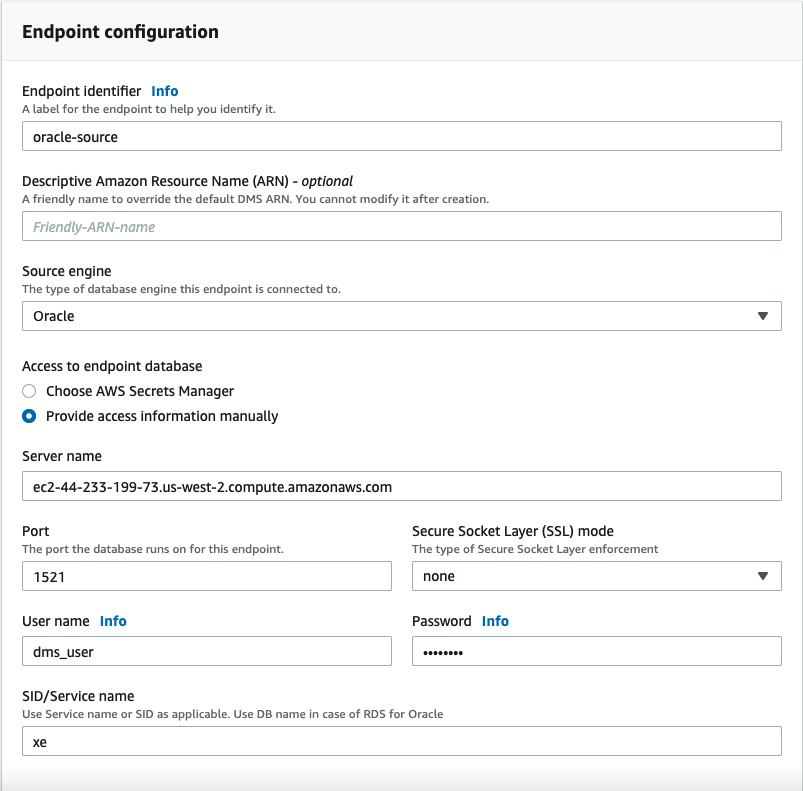 Endpoint configuration
Endpoint identifier Info
A label for the endpoint to help you identify it.
oracle-source
Descriptive Amazon Resource Name (ARN) - optional
A friendly name to override the default DMS ARN. You cannot modify it after creation.
Friendly-ARN-name
Source engine
The type of database engine this endpoint is connected to.
Oracle
Access to endpoint database
Choose AWS Secrets Manager
Provide access information manually
Server name
ec2-44-233-199-73.us-west-2.compute.amazonaws.com
Port Secure Socket Layer (SSL) mode
The port the database runs on for this endpoint. The type of Secure Socket Layer enforcement
1521 none
User name Info Password Info
dms_user ••••••••
SID/Service name
Use Service name or SID as applicable. Use DB name in case of RDS for Oracle
xe